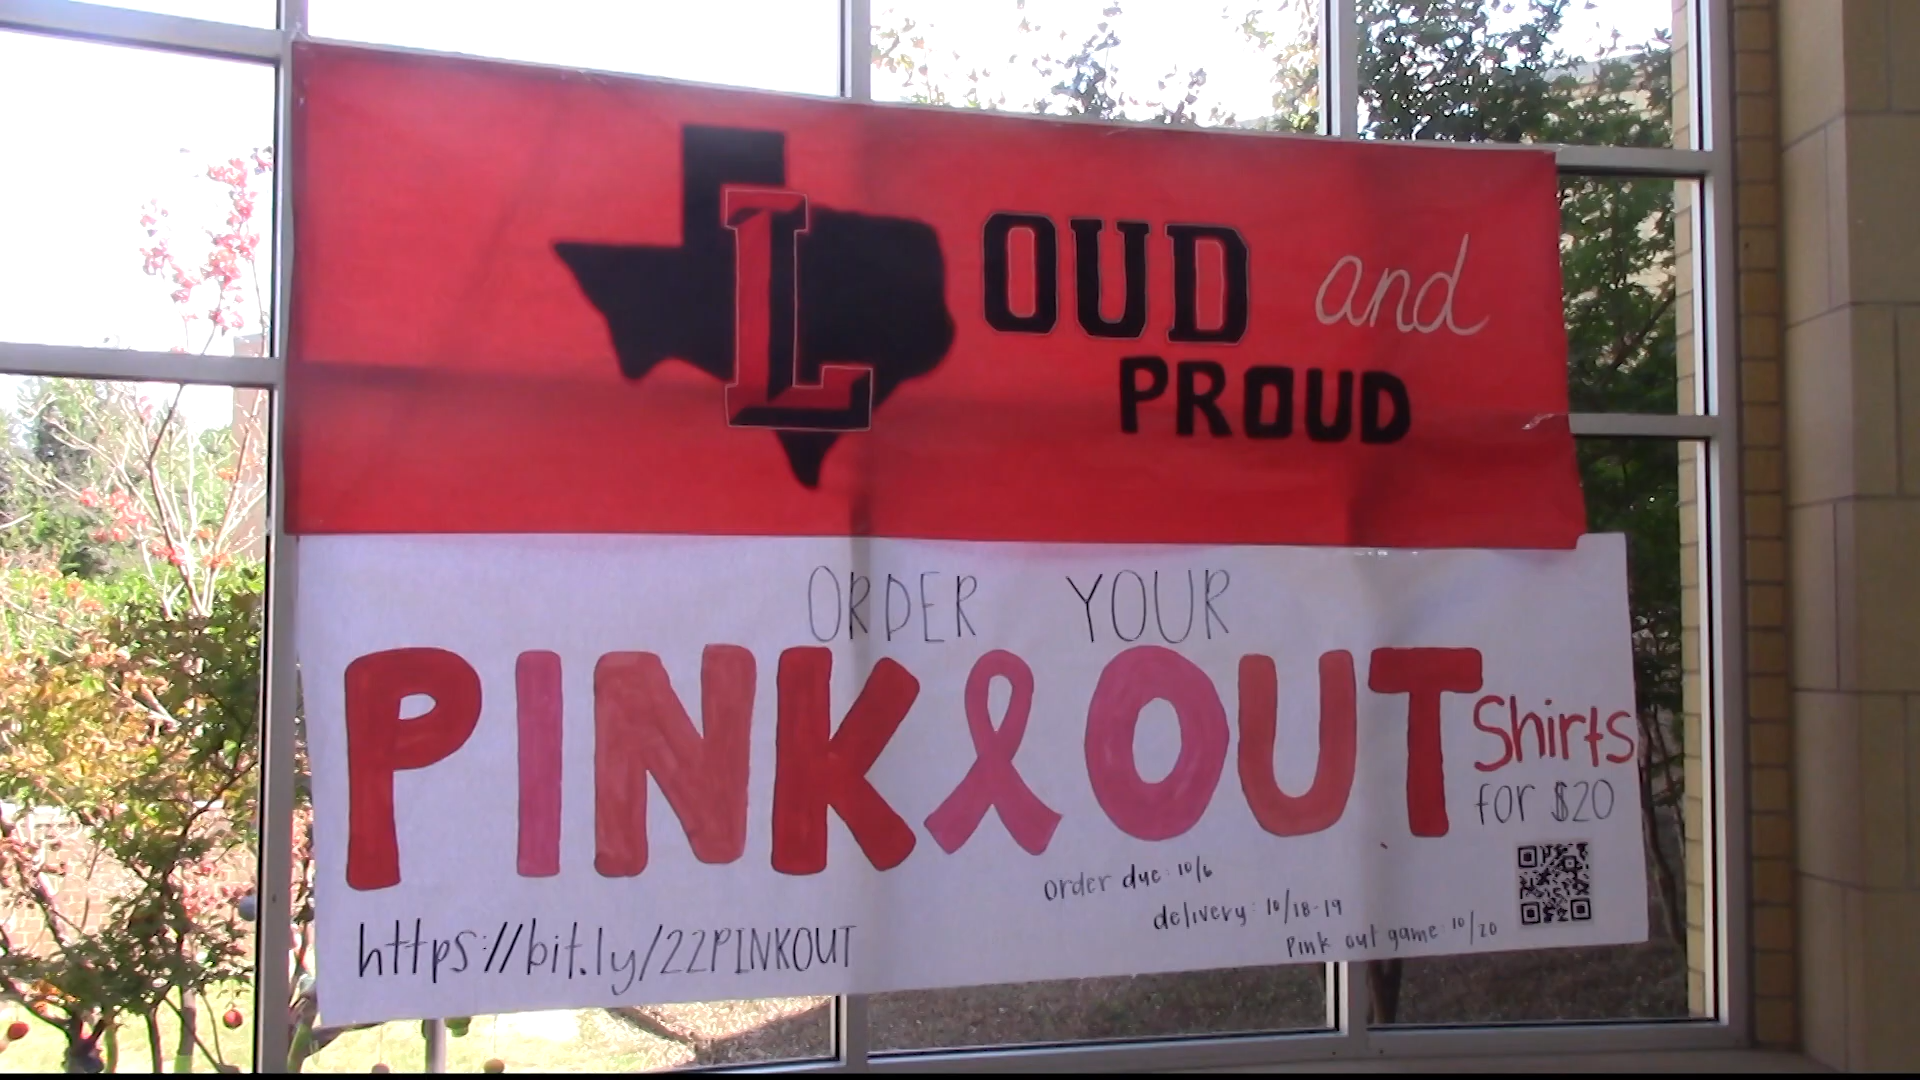 LOUD and
PROUD
ORDER YOUR
PINK OUT Shirts
for $20
order due: 10/6
delivery: 10/18-19
Pink out game: 10/20
https://bit.ly/22PINKOUT